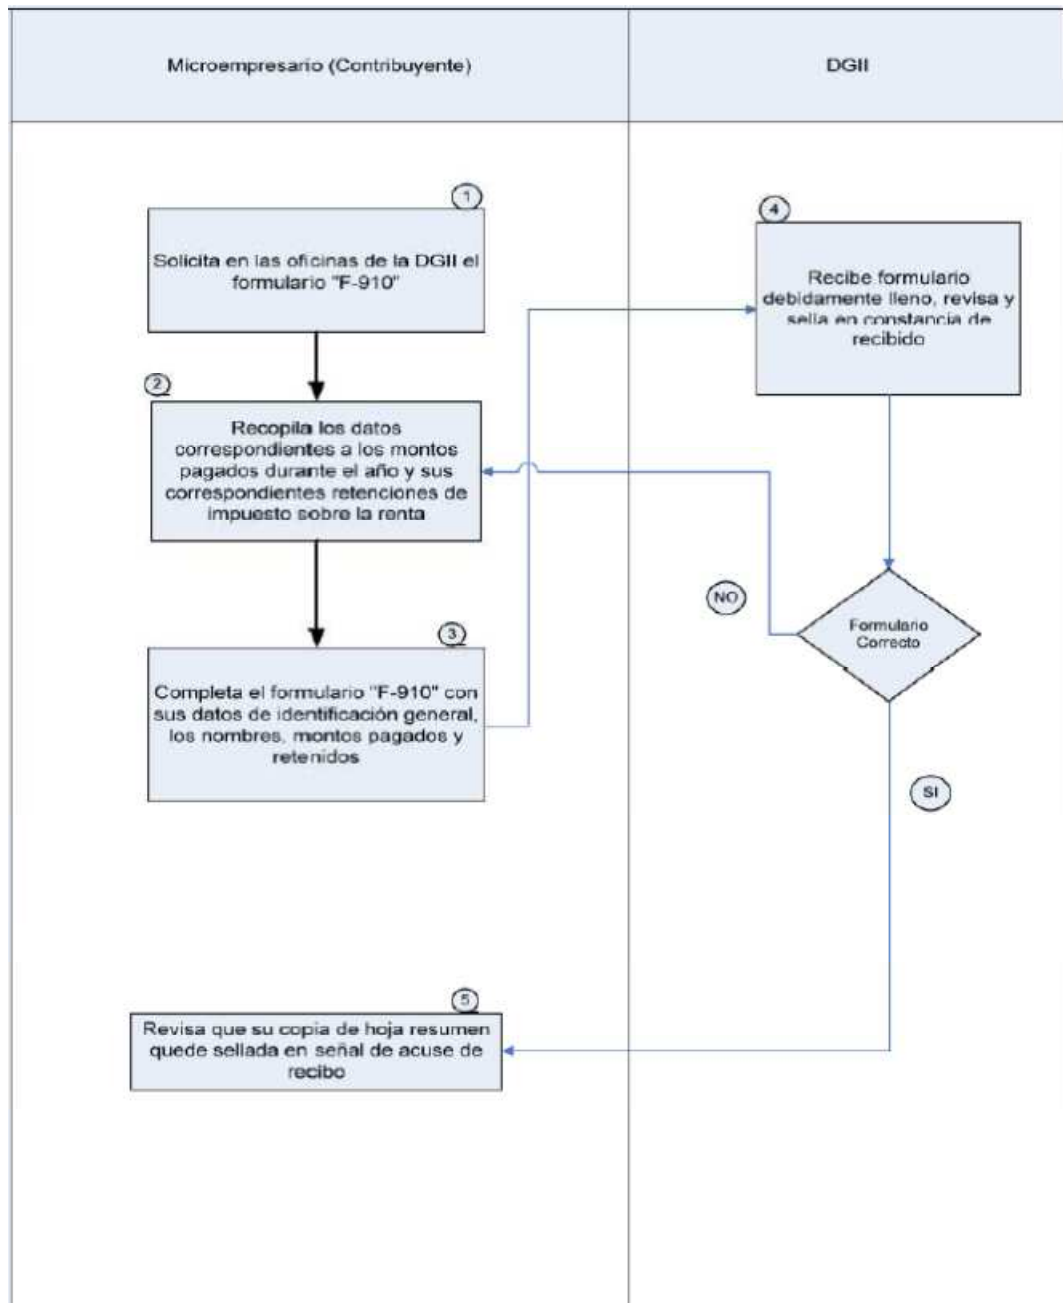 Microempresario (Contribuyente)
DGII
1
Solicita en las oficinas de la DGII el
formulario "F-910"
2
Recopila los datos
correspondientes a los montos
pagados durante el año y sus
correspondientes retenciones de
impuesto sobre la renta
3
Completa el formulario "F-910" con
sus datos de identificación general,
los nombres, montos pagados y
retenidos
4
Recibe formulario
debidamente lleno, revisa y
sella en constancia de
recibido
Formulario
Correcto
NO
SI
5
Revisa que su copia de hoja resumen
quede sellada en señal de acuse de
recibo